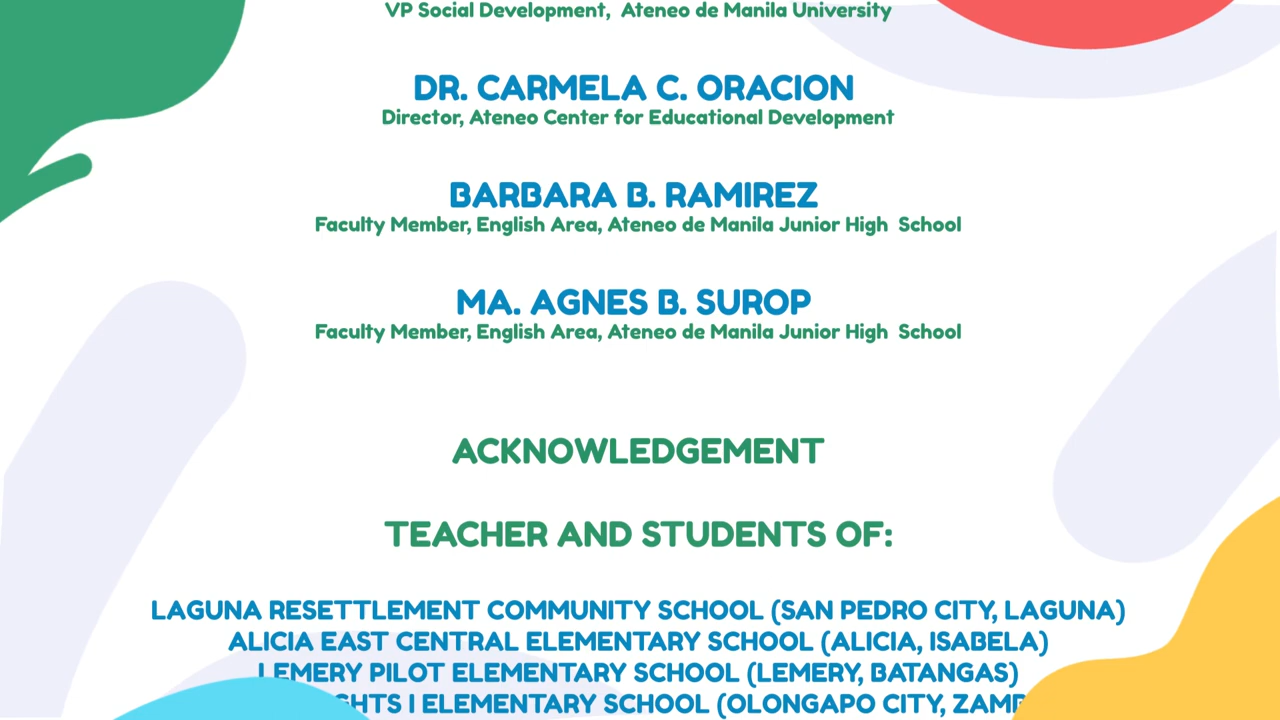 VP Social Development, Ateneo de Manila University
DR. CARMELA C. ORACION
Director, Ateneo Center for Educational Development
BARBARA B. RAMIREZ
Faculty Member, English Area, Ateneo de Manila Junior High School
MA. AGNES B. SUROP
Faculty Member, English Area, Ateneo de Manila Junior High School
ACKNOWLEDGEMENT
TEACHER AND STUDENTS OF:
LAGUNA RESETTLEMENT COMMUNITY SCHOOL (SAN PEDRO CITY, LAGUNA)
ALICIA EAST CENTRAL ELEMENTARY SCHOOL (ALICIA, ISABELA)
LEMERY PILOT ELEMENTARY SCHOOL (LEMERY, BATANGAS)
I ELEMENTARY SCHOOL (OLONGAPO CITY,